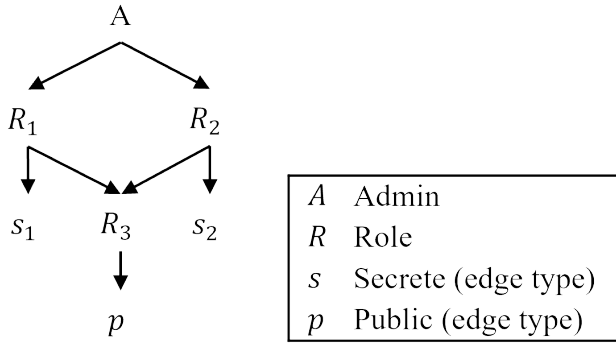 A
R₁ R₂
s₁ R₃ s₂
p
A Admin
R Role
s Secrete (edge type)
p Public (edge type)